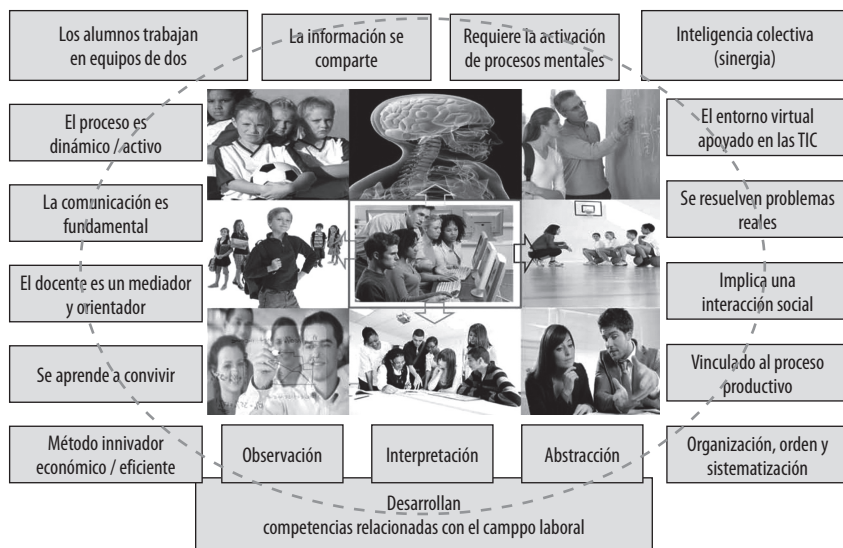 Los alumnos trabajan
en equipos de dos
La información se
comparte
Requiere la activación
de procesos mentales
Inteligencia colectiva
(sinergia)
El proceso es
dinámico / activo
El entorno virtual
apoyado en las TIC
La comunicación es
fundamental
Se resuelven problemas
reales
El docente es un mediador
y orientador
Implica una
interacción social
Se aprende a convivir
Vinculado al proceso
productivo
Método innivador
económico / eficiente
Observación
Interpretación
Abstracción
Organización, orden y
sistematización
Desarrollan
competencias relacionadas con el camppo laboral